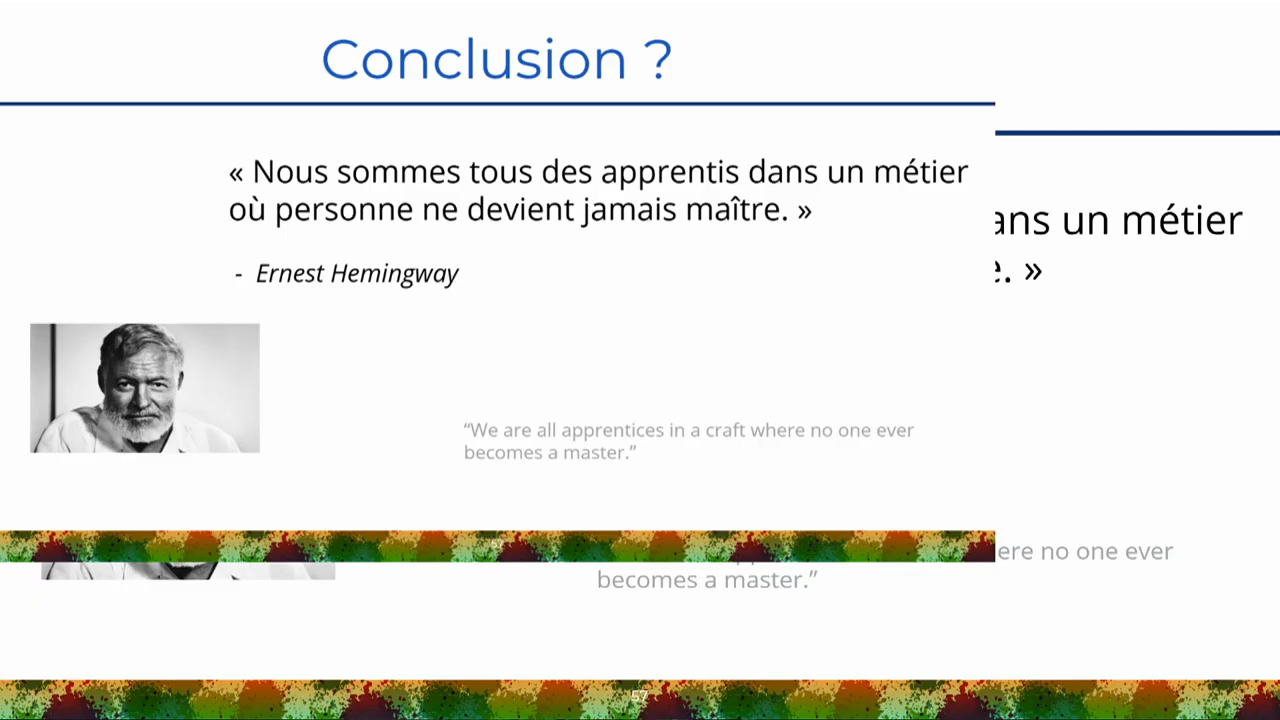 Conclusion ?
« Nous sommes tous des apprentis dans un métier
où personne ne devient jamais maître. »
- Ernest Hemingway
“We are all apprentices in a craft where no one ever
becomes a master.”
57
ans un métier
. »
ere no one ever
becomes a master.”
57